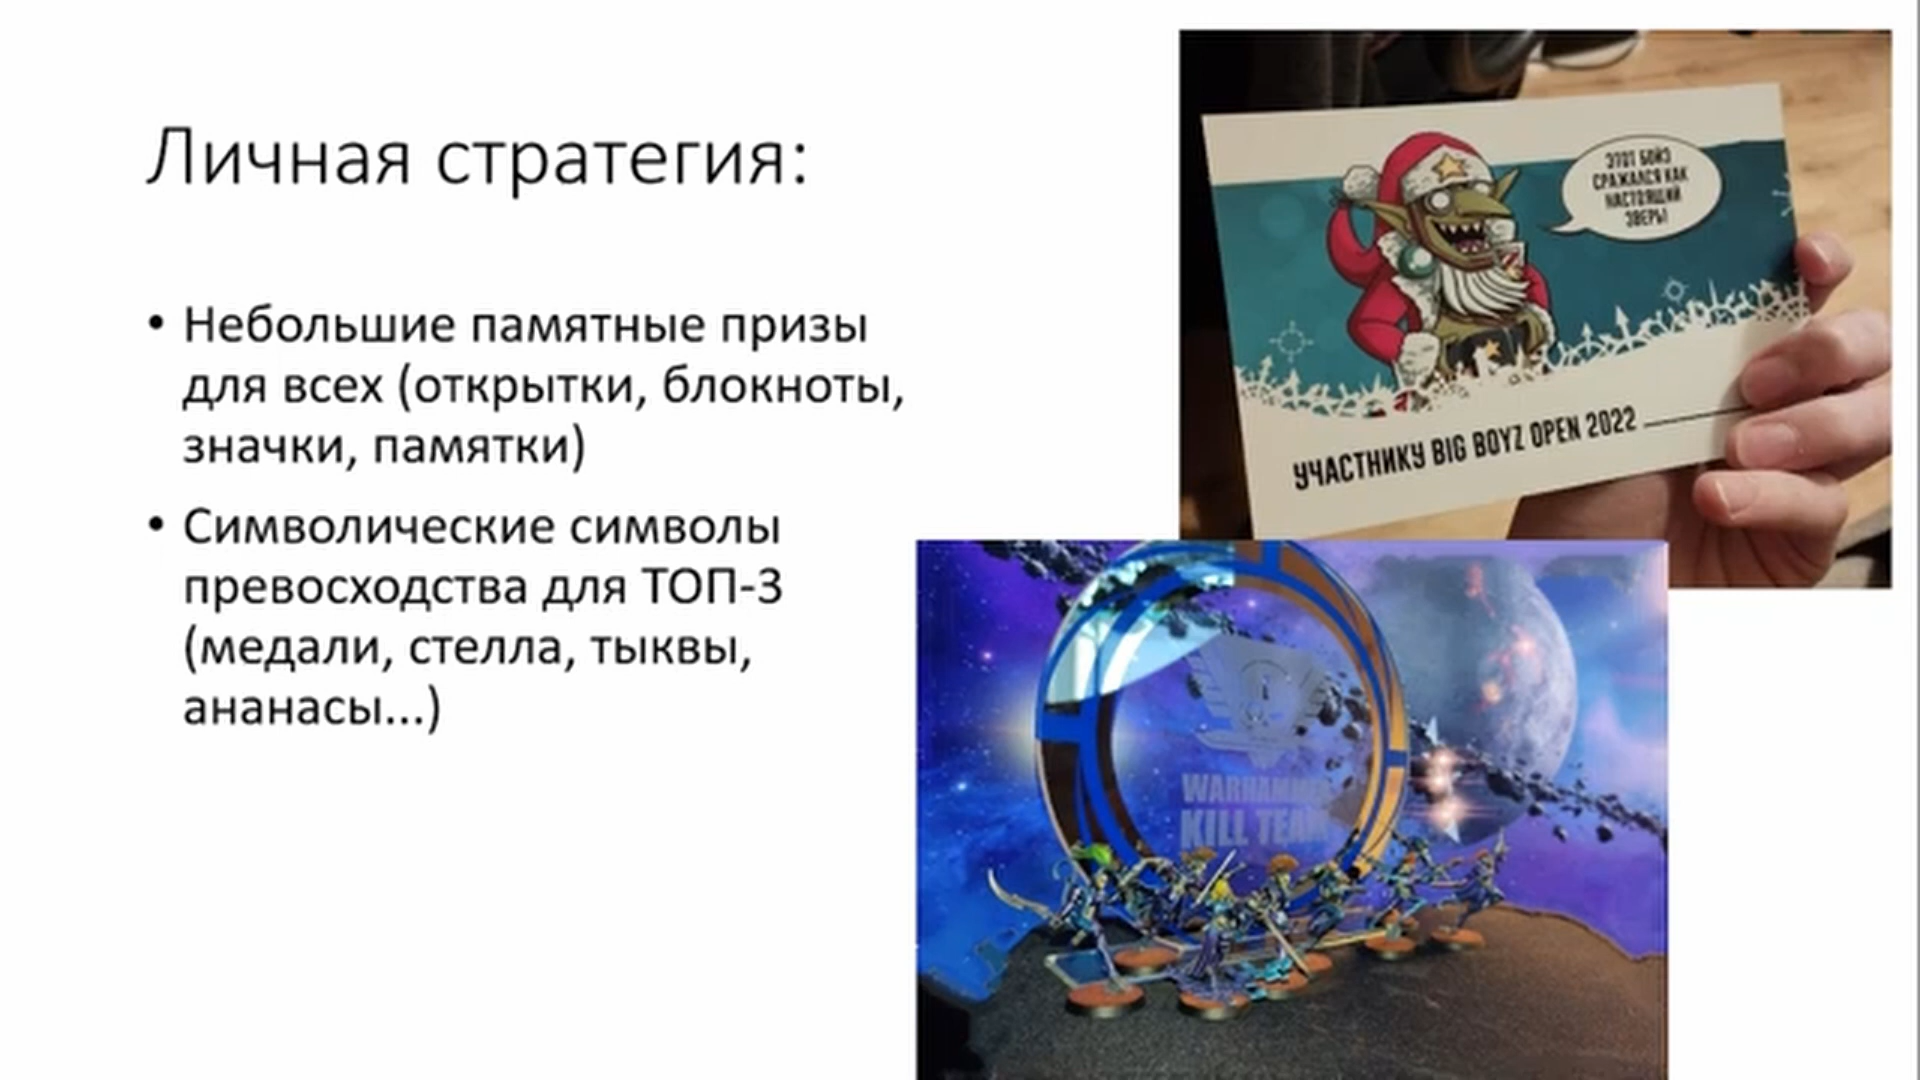 Личная стратегия:
• Небольшие памятные призы
для всех (открытки, блокноты,
значки, памятки)
• Символические символы
превосходства для ТОП-3
(медали, стелла, тыквы,
ананасы...)
ЭТОТ БОЙЗ
СРАЖАЛСЯ КАК
НАСТОЯЩИЙ
ЗВЕРЬ!
УЧАСТНИКУ BIG BOYZ OPEN 2022
WARHAMMER
KILL TEAM